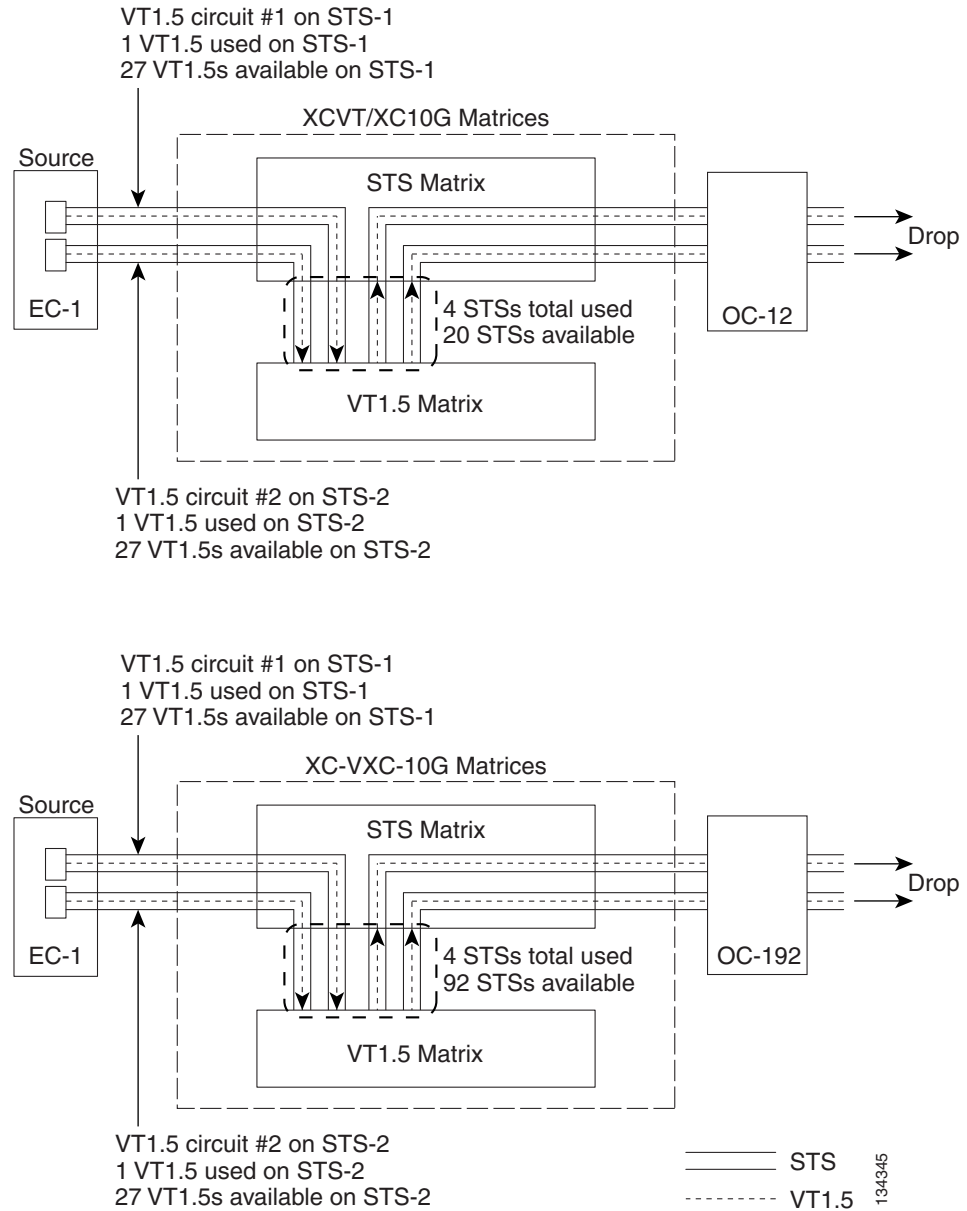 VT1.5 circuit #1 on STS-1
1 VT1.5 used on STS-1
27 VT1.5s available on STS-1
XCVT/XC10G Matrices
Source
STS Matrix
Drop
EC-1
4 STSs total used
20 STSs available
OC-12
VT1.5 Matrix
VT1.5 circuit #2 on STS-2
1 VT1.5 used on STS-2
27 VT1.5s available on STS-2
VT1.5 circuit #1 on STS-1
1 VT1.5 used on STS-1
27 VT1.5s available on STS-1
XC-VXC-10G Matrices
Source
STS Matrix
Drop
EC-1
4 STSs total used
92 STSs available
OC-192
VT1.5 Matrix
VT1.5 circuit #2 on STS-2
1 VT1.5 used on STS-2
27 VT1.5s available on STS-2
STS
VT1.5
134345